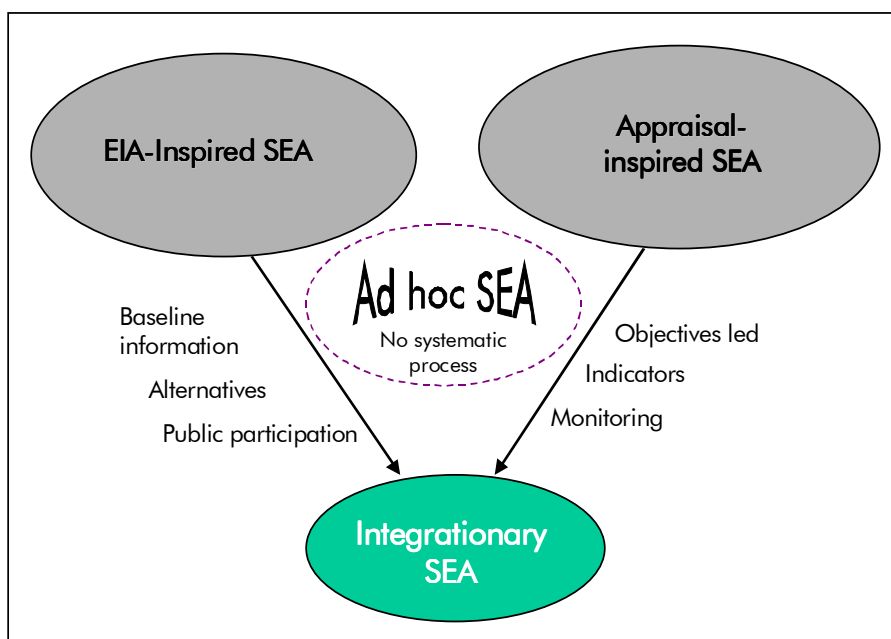 EIA-Inspired SEA
Appraisal-
inspired SEA
Ad hoc SEA
No systematic
process
Baseline
information
Alternatives
Public participation
Objectives led
Indicators
Monitoring
Integrationary
SEA